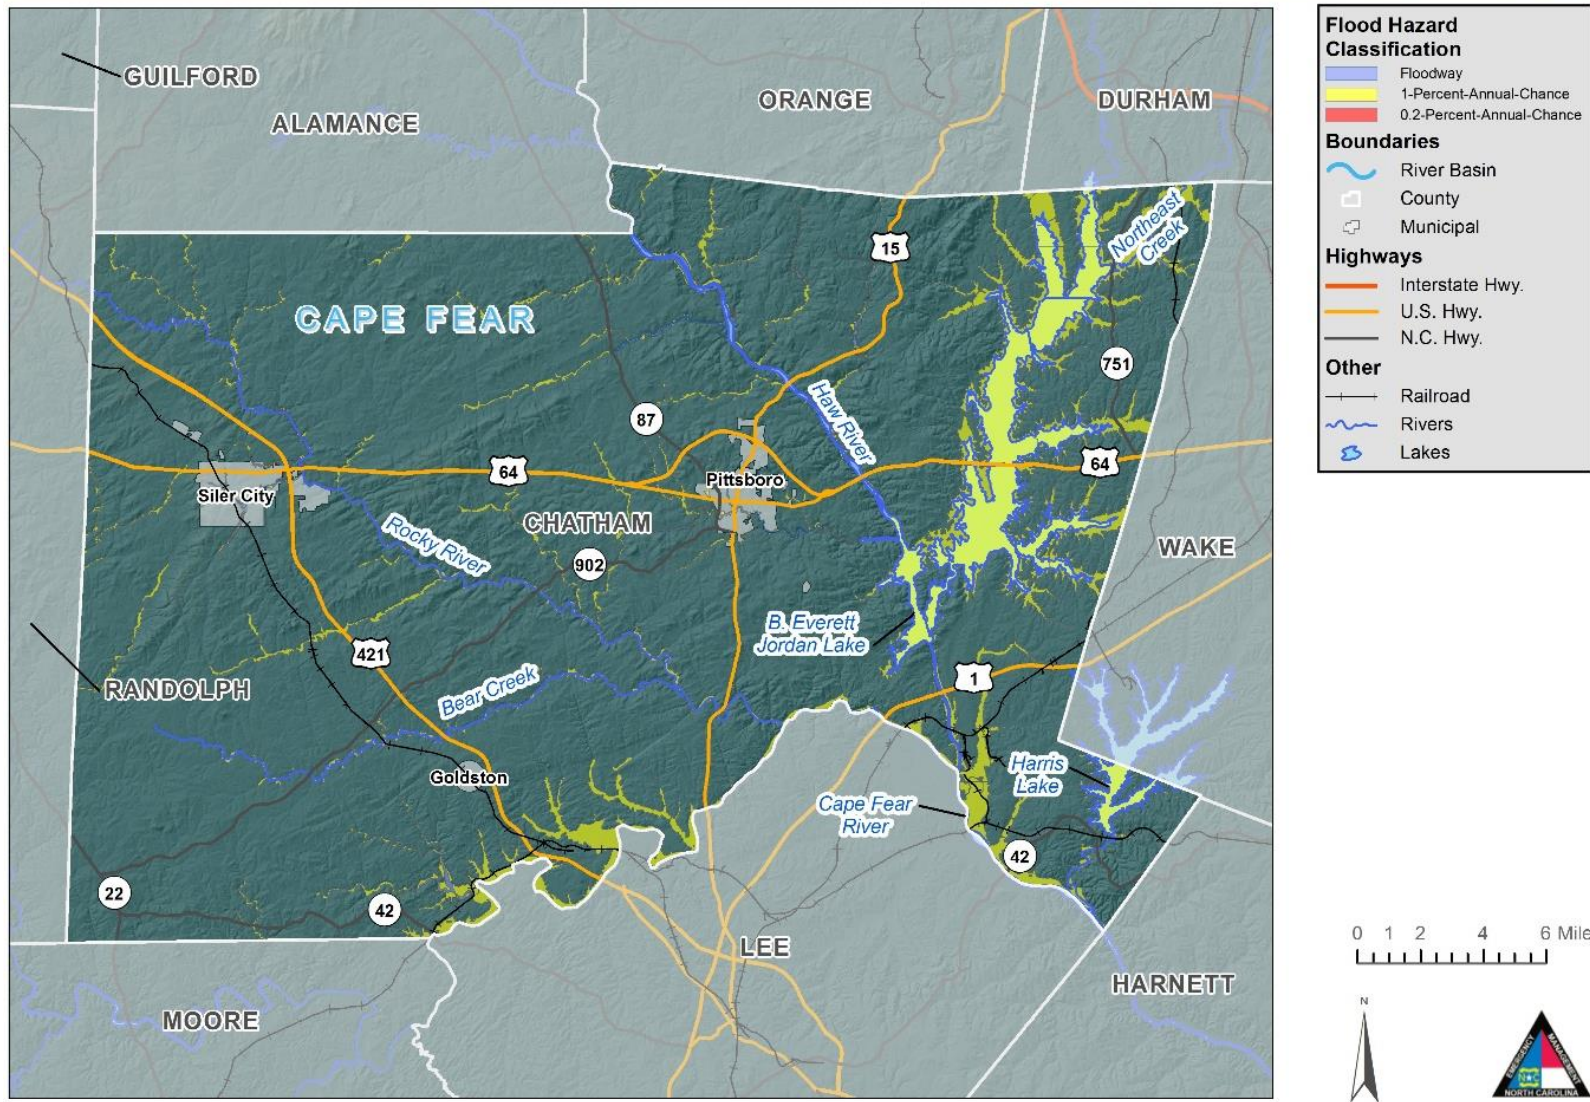 GUILFORD
ALAMANCE
ORANGE
DURHAM
Northeast
Creek
15
CAPE FEAR
751
Haw River
87
64
64
Pittsboro
Siler City
CHATHAM
Rocky River
902
WAKE
B. Everett
Jordan Lake
421
1
RANDOLPH
Bear Creek
Goldston
Harris
Lake
Cape Fear
River
42
22
42
LEE
HARNETT
MOORE
Flood Hazard
Classification
Floodway
1-Percent-Annual-Chance
0.2-Percent-Annual-Chance
Boundaries
River Basin
County
Municipal
Highways
Interstate Hwy.
U.S. Hwy.
N.C. Hwy.
Other
Railroad
Rivers
Lakes
0 1 2 4 6 Mile
N
EMERGENCY
MANAGEMENT
N C
NORTH CAROLINA